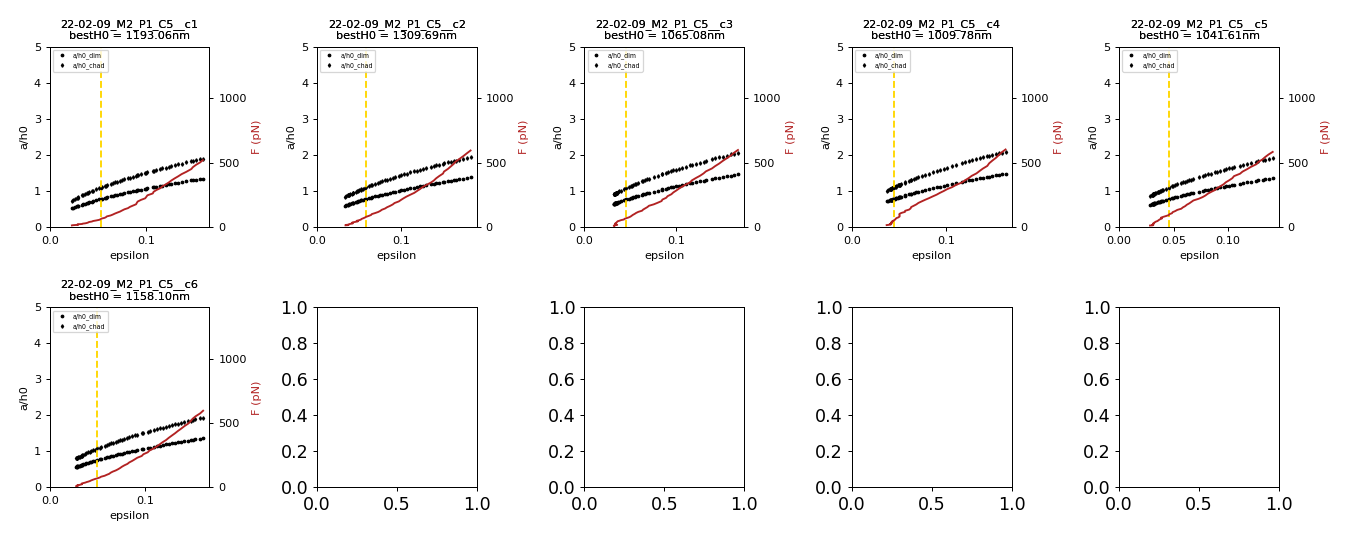 22-02-09_M2_P1_C5__c1
bestH0 = 1193.06nm
22-02-09_M2_P1_C5__c2
bestH0 = 1309.69nm
22-02-09_M2_P1_C5__c3
bestH0 = 1065.08nm
22-02-09_M2_P1_C5__c4
bestH0 = 1009.78nm
22-02-09_M2_P1_C5__c5
bestH0 = 1041.61nm
a/h0_dim
a/h0_chad
5
4
3
2
1
0
a/h0
0.0
0.1
epsilon
1000
500
0
F (pN)
a/h0_dim
a/h0_chad
5
4
3
2
1
0
a/h0
0.0
0.1
epsilon
1000
500
0
F (pN)
a/h0_dim
a/h0_chad
5
4
3
2
1
0
a/h0
0.0
0.1
epsilon
1000
500
0
F (pN)
a/h0_dim
a/h0_chad
5
4
3
2
1
0
a/h0
0.0
0.1
epsilon
1000
500
0
F (pN)
a/h0_dim
a/h0_chad
5
4
3
2
1
0
a/h0
0.00
0.05
0.10
epsilon
1000
500
0
F (pN)
22-02-09_M2_P1_C5__c6
bestH0 = 1158.10nm
a/h0_dim
a/h0_chad
5
4
3
2
1
0
a/h0
0.0
0.1
epsilon
1000
500
0
F (pN)
1.0
0.8
0.6
0.4
0.2
0.0
0.0
0.5
1.0
1.0
0.8
0.6
0.4
0.2
0.0
0.0
0.5
1.0
1.0
0.8
0.6
0.4
0.2
0.0
0.0
0.5
1.0
1.0
0.8
0.6
0.4
0.2
0.0
0.0
0.5
1.0